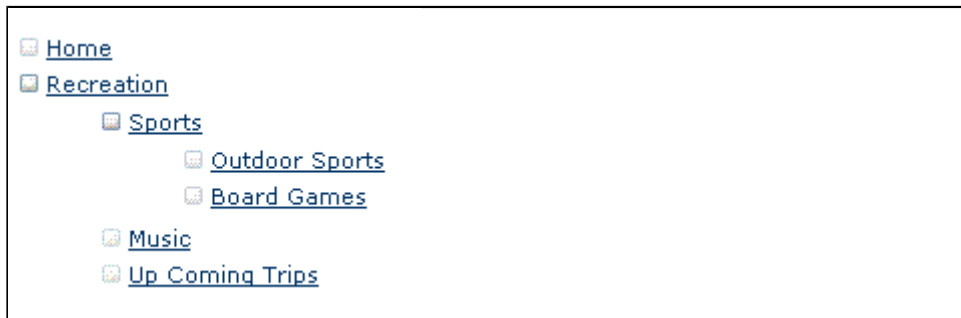 Home
Recreation
Sports
Outdoor Sports
Board Games
Music
Up Coming Trips